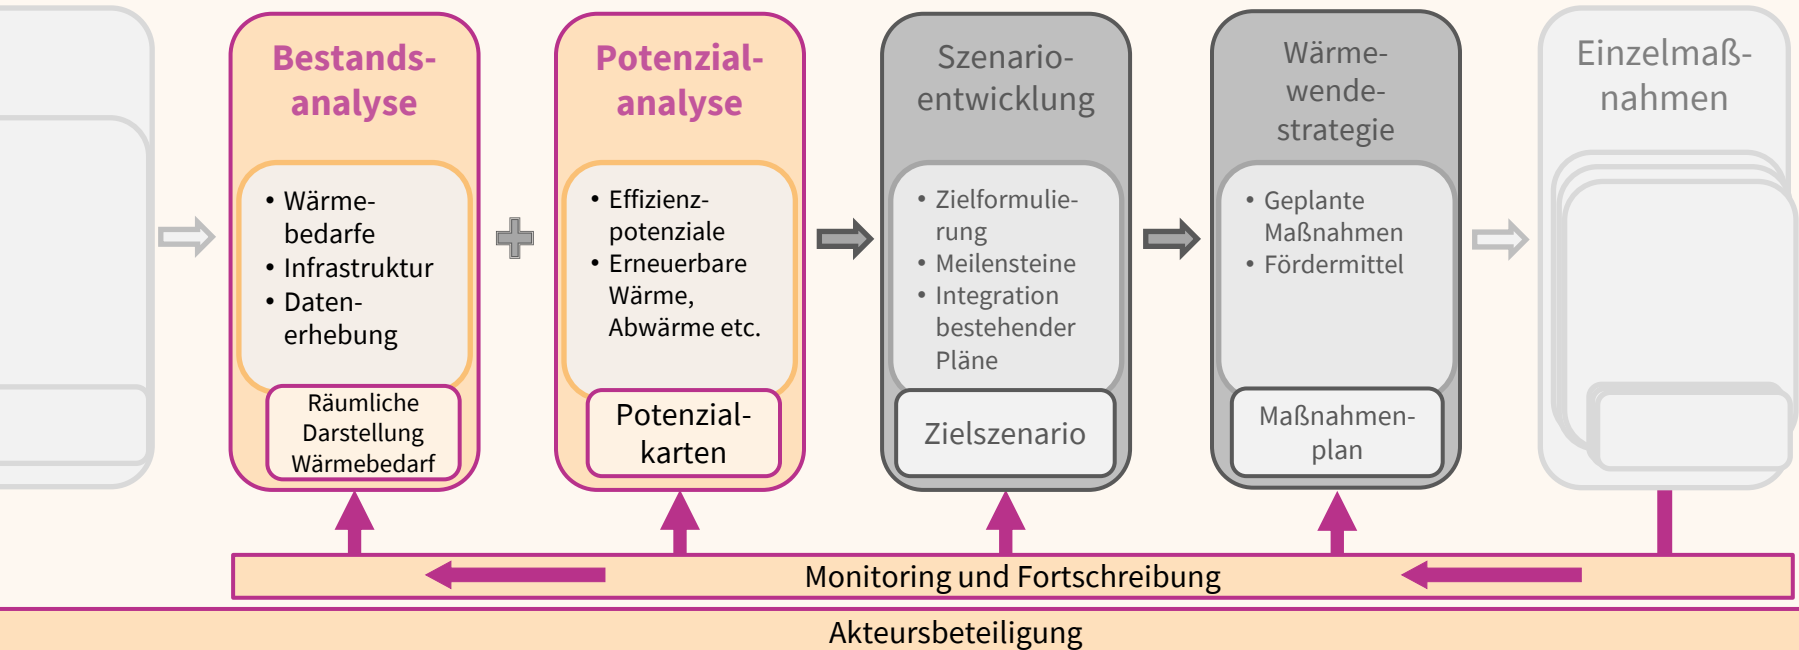 Bestands-
analyse
• Wärme-
bedarfe
• Infrastruktur
• Daten-
erhebung
Räumliche
Darstellung
Wärmebedarf
Potenzial-
analyse
• Effizienz-
potenziale
• Erneuerbare
Wärme,
Abwärme etc.
Potenzial-
karten
Szenario-
entwicklung
• Zielformulie-
rung
• Meilensteine
• Integration
bestehender
Pläne
Zielszenario
Wärme-
wende-
strategie
• Geplante
Maßnahmen
• Fördermittel
Maßnahmen-
plan
Einzelmaß-
nahmen
Monitoring und Fortschreibung
Akteursbeteiligung